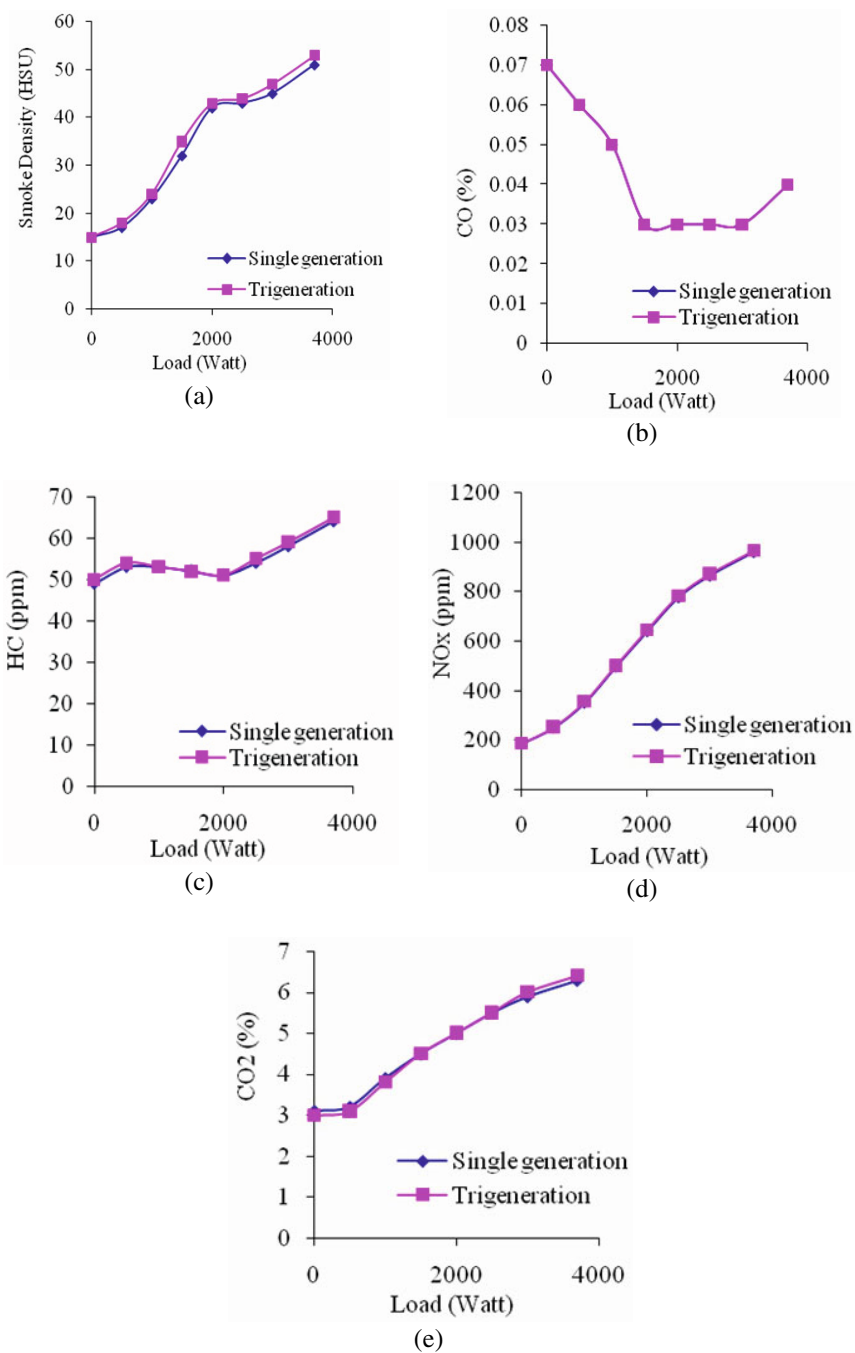 60
50
40
30
20
10
0
Smoke Density (HSU)
Single generation
Trigeneration
0 2000 4000
Load (Watt)
(a)
0.08
0.07
0.06
0.05
0.04
0.03
0.02
0.01
0
CO (%)
Single generation
Trigeneration
0 2000 4000
Load (Watt)
(b)
70
60
50
40
30
20
10
0
HC (ppm)
Single generation
Trigeneration
0 2000 4000
Load (Watt)
(c)
1200
1000
800
600
400
200
0
NOx (ppm)
Single generation
Trigeneration
0 2000 4000
Load (Watt)
(d)
7
6
5
4
3
2
1
0
CO2 (%)
Single generation
Trigeneration
0 2000 4000
Load (Watt)
(e)